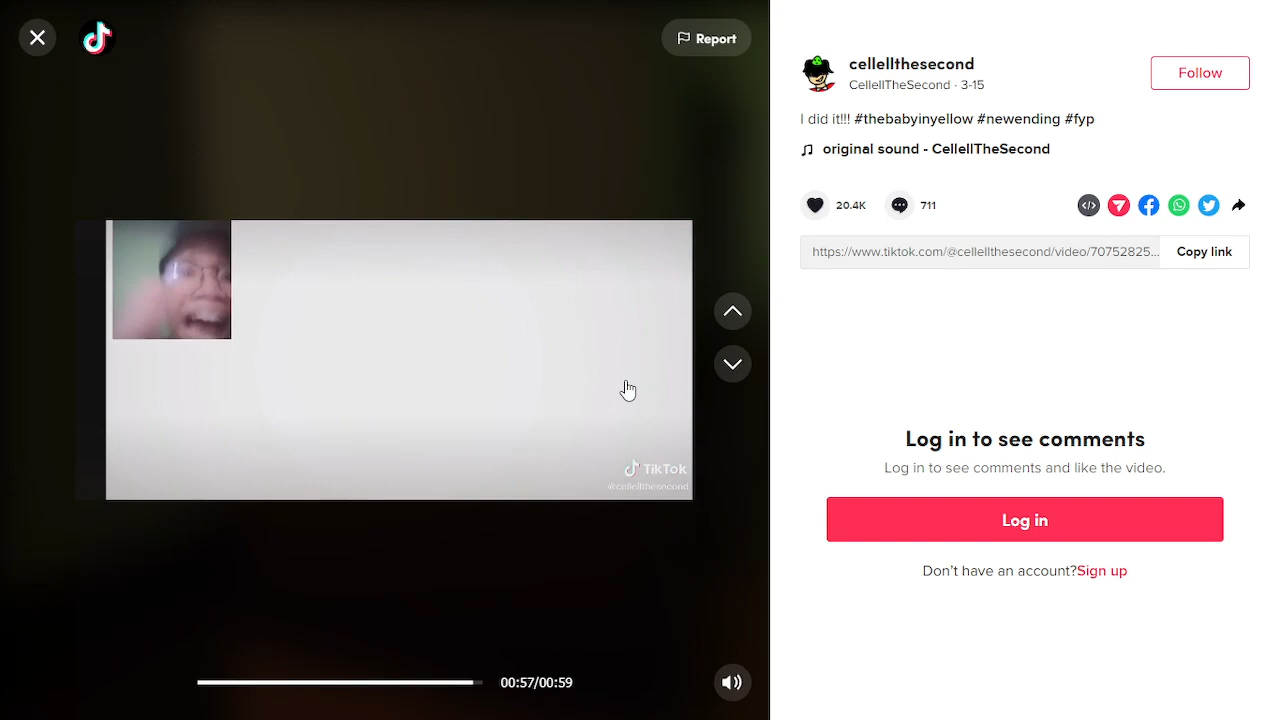 Report
TikTok
@cellellthesecond
00:57/00:59
cellellthesecond
CellellTheSecond · 3-15
Follow
I did it!!! #thebabyinyellow #newending #fyp
original sound - CellellTheSecond
20.4K
711
https://www.tiktok.com/@cellellthesecond/video/70752825...
Copy link
Log in to see comments
Log in to see comments and like the video.
Log in
Don't have an account?Sign up